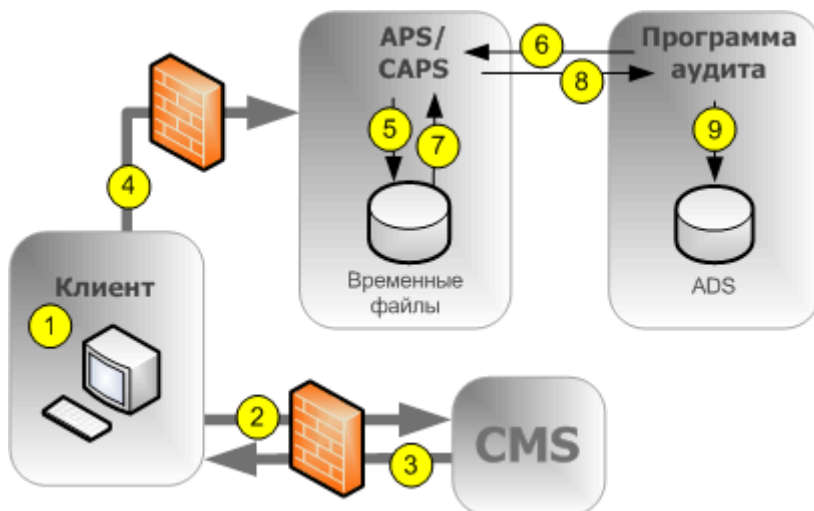 APS/
CAPS
6
Программа
аудита
8
5
7
9
4
Временные
файлы
ADS
Клиент
1
2
CMS
3